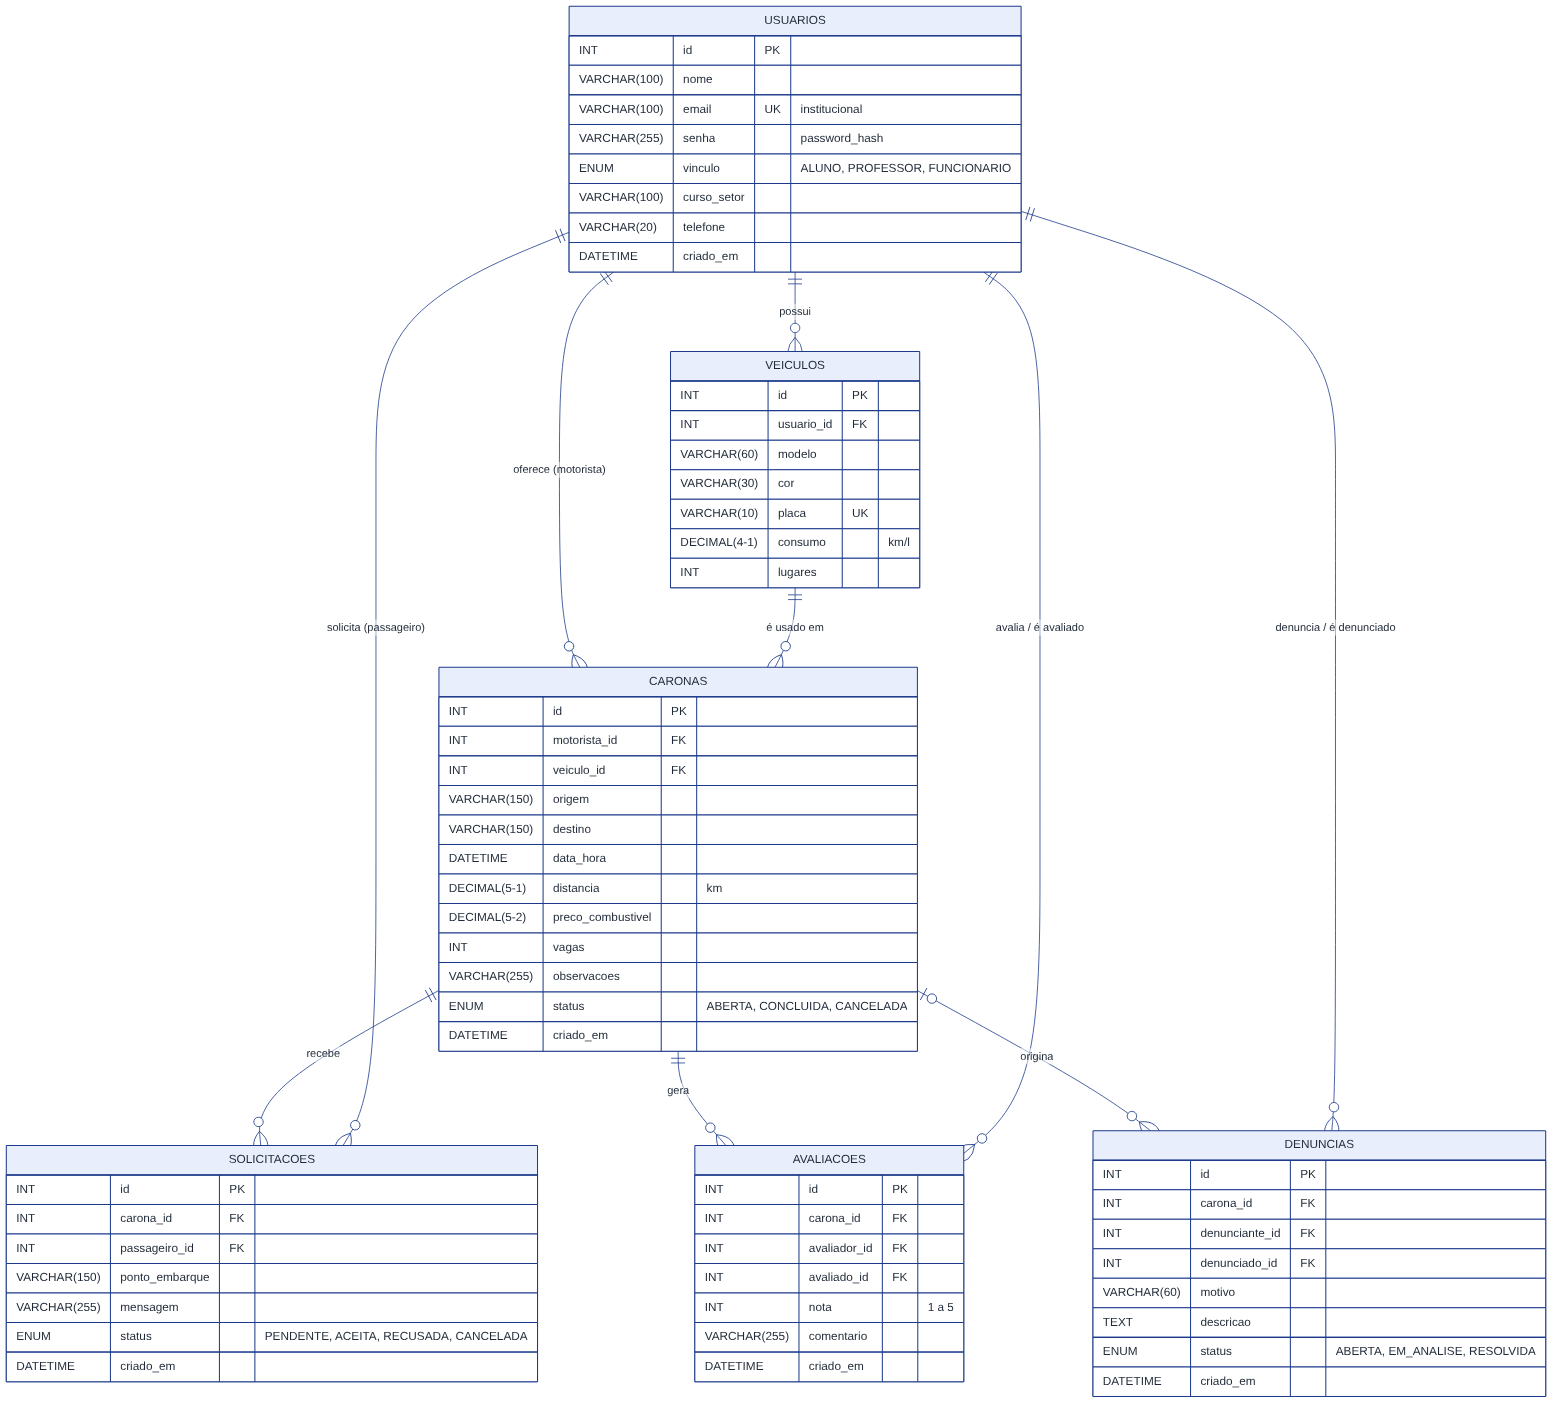 USUARIOS
INT id PK
VARCHAR(100) nome
VARCHAR(100) email UK institucional
VARCHAR(255) senha password_hash
ENUM vinculo ALUNO, PROFESSOR, FUNCIONARIO
VARCHAR(100) curso_setor
VARCHAR(20) telefone
DATETIME criado_em
possui
VEICULOS
INT id PK
INT usuario_id FK
VARCHAR(60) modelo
VARCHAR(30) cor
VARCHAR(10) placa UK
DECIMAL(4-1) consumo km/l
INT lugares
oferece (motorista)
solicita (passageiro)
é usado em
avalia / é avaliado
denuncia / é denunciado
CARONAS
INT id PK
INT motorista_id FK
INT veiculo_id FK
VARCHAR(150) origem
VARCHAR(150) destino
DATETIME data_hora
DECIMAL(5-1) distancia km
DECIMAL(5-2) preco_combustivel
INT vagas
VARCHAR(255) observacoes
ENUM status ABERTA, CONCLUIDA, CANCELADA
DATETIME criado_em
recebe
gera
origina
SOLICITACOES
INT id PK
INT carona_id FK
INT passageiro_id FK
VARCHAR(150) ponto_embarque
VARCHAR(255) mensagem
ENUM status PENDENTE, ACEITA, RECUSADA, CANCELADA
DATETIME criado_em
AVALIACOES
INT id PK
INT carona_id FK
INT avaliador_id FK
INT avaliado_id FK
INT nota 1 a 5
VARCHAR(255) comentario
DATETIME criado_em
DENUNCIAS
INT id PK
INT carona_id FK
INT denunciante_id FK
INT denunciado_id FK
VARCHAR(60) motivo
TEXT descricao
ENUM status ABERTA, EM_ANALISE, RESOLVIDA
DATETIME criado_em